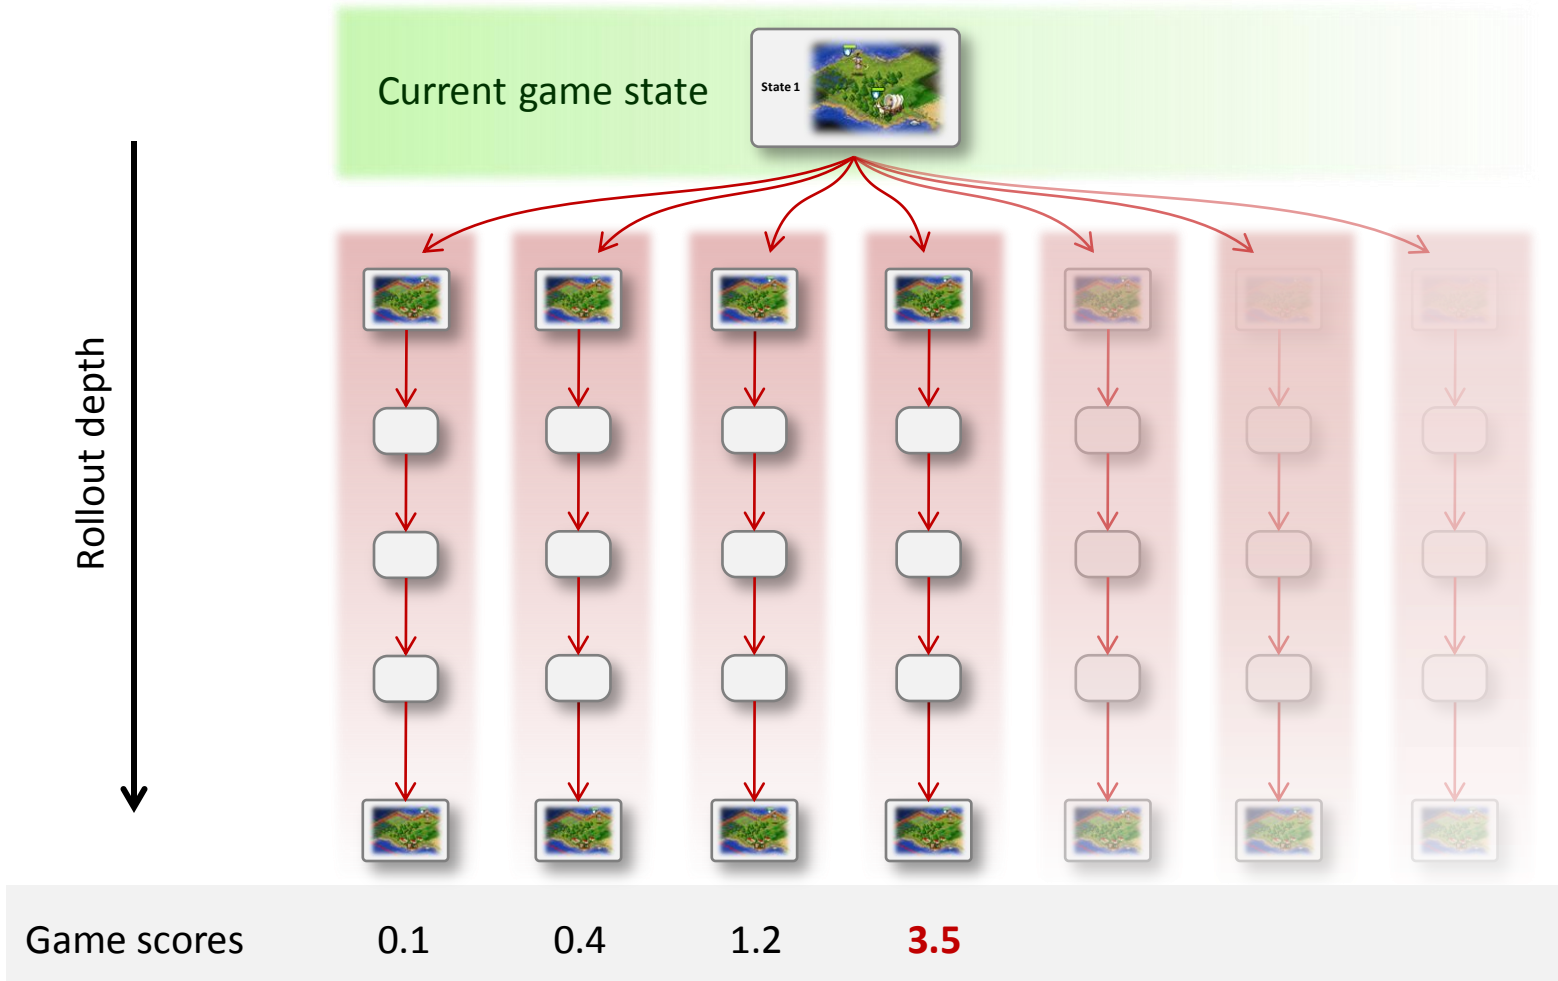 Current game state
State 1
Rollout depth
Game scores 0.1 0.4 1.2 3.5